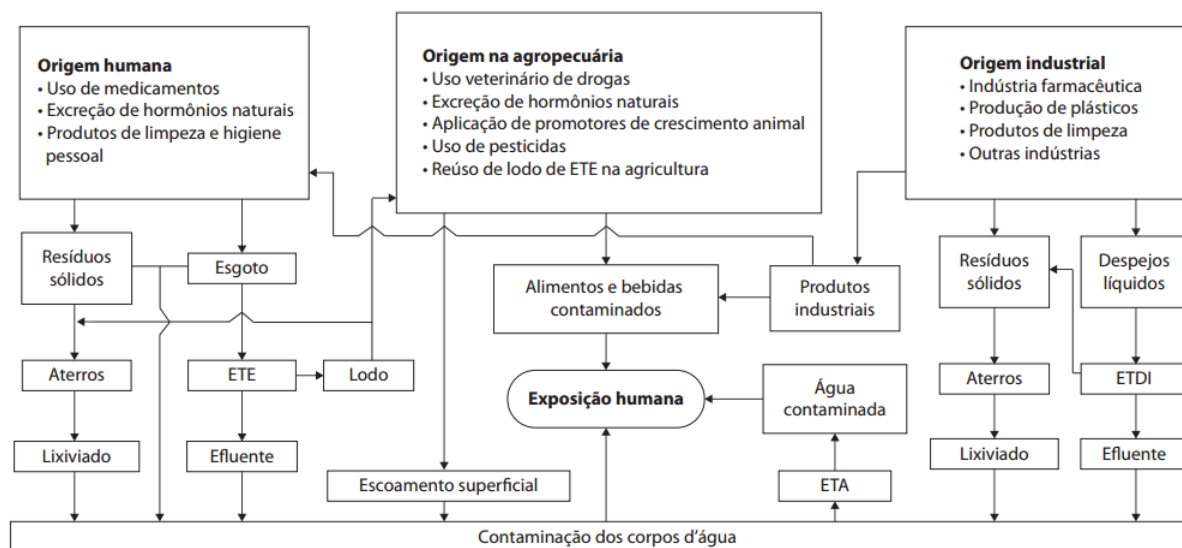 Origem humana
• Uso de medicamentos
• Excreção de hormônios naturais
• Produtos de limpeza e higiene
pessoal
Origem na agropecuária
• Uso veterinário de drogas
• Excreção de hormônios naturais
• Aplicação de promotores de crescimento animal
• Uso de pesticidas
• Reúso de lodo de ETE na agricultura
Origem industrial
• Indústria farmacêutica
• Produção de plásticos
• Produtos de limpeza
• Outras indústrias
Resíduos
sólidos
Esgoto
Alimentos e bebidas
contaminados
Produtos
industriais
Resíduos
sólidos
Despejos
líquidos
Aterros
ETE
Lodo
Exposição humana
Água
contaminada
Aterros
ETDI
Lixiviado
Efluente
Escoamento superficial
ETA
Lixiviado
Efluente
Contaminação dos corpos d’água